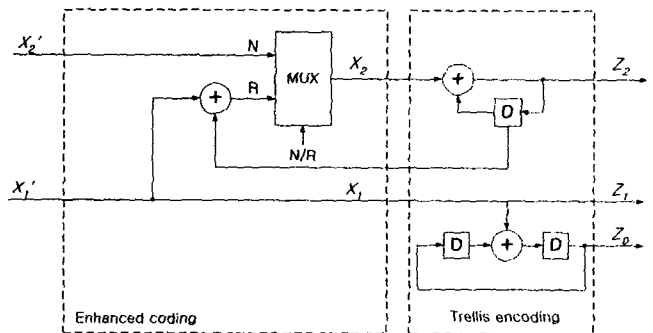 X₂'
N
MUX
X₂
+
Z₂
+
R
D
N/R
X₁'
X₁
Z₁
D
+
D
Z₀
Enhanced coding
Trellis encoding